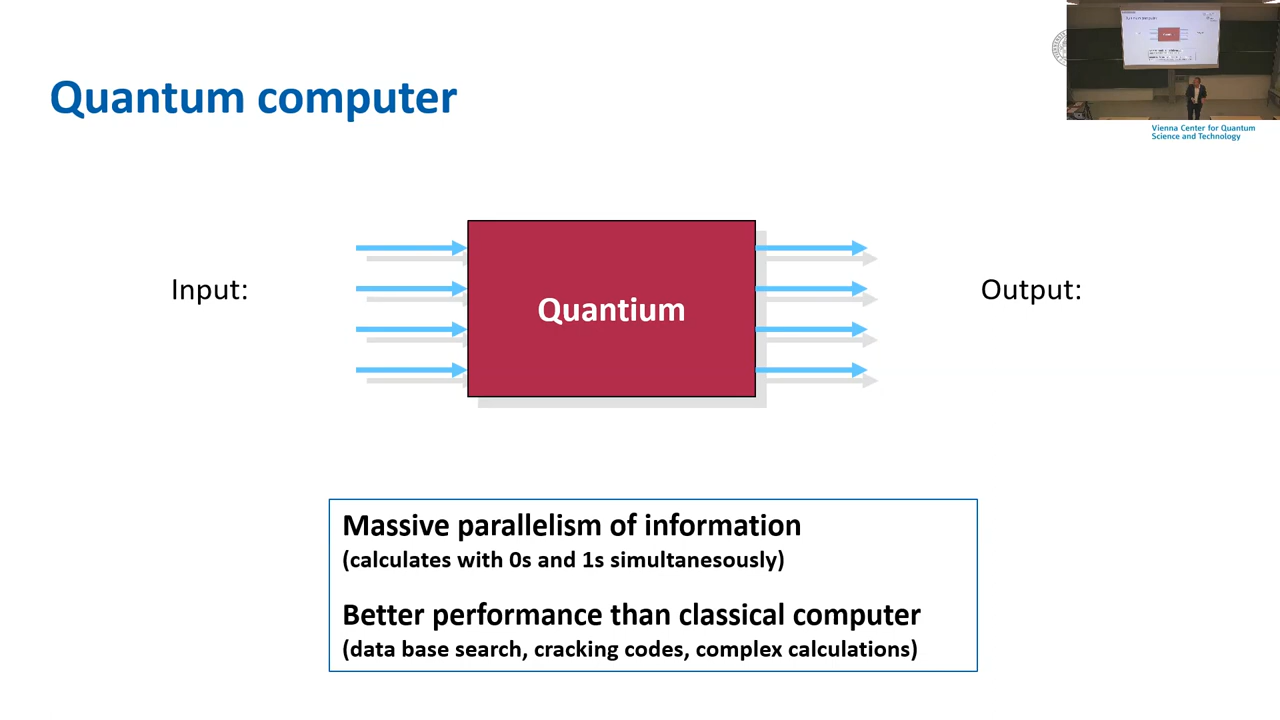 Quantum computer
Vienna Center for Quantum
Science and Technology
Input:
Quantium
Output:
Massive parallelism of information
(calculates with 0s and 1s simultanesously)
Better performance than classical computer
(data base search, cracking codes, complex calculations)